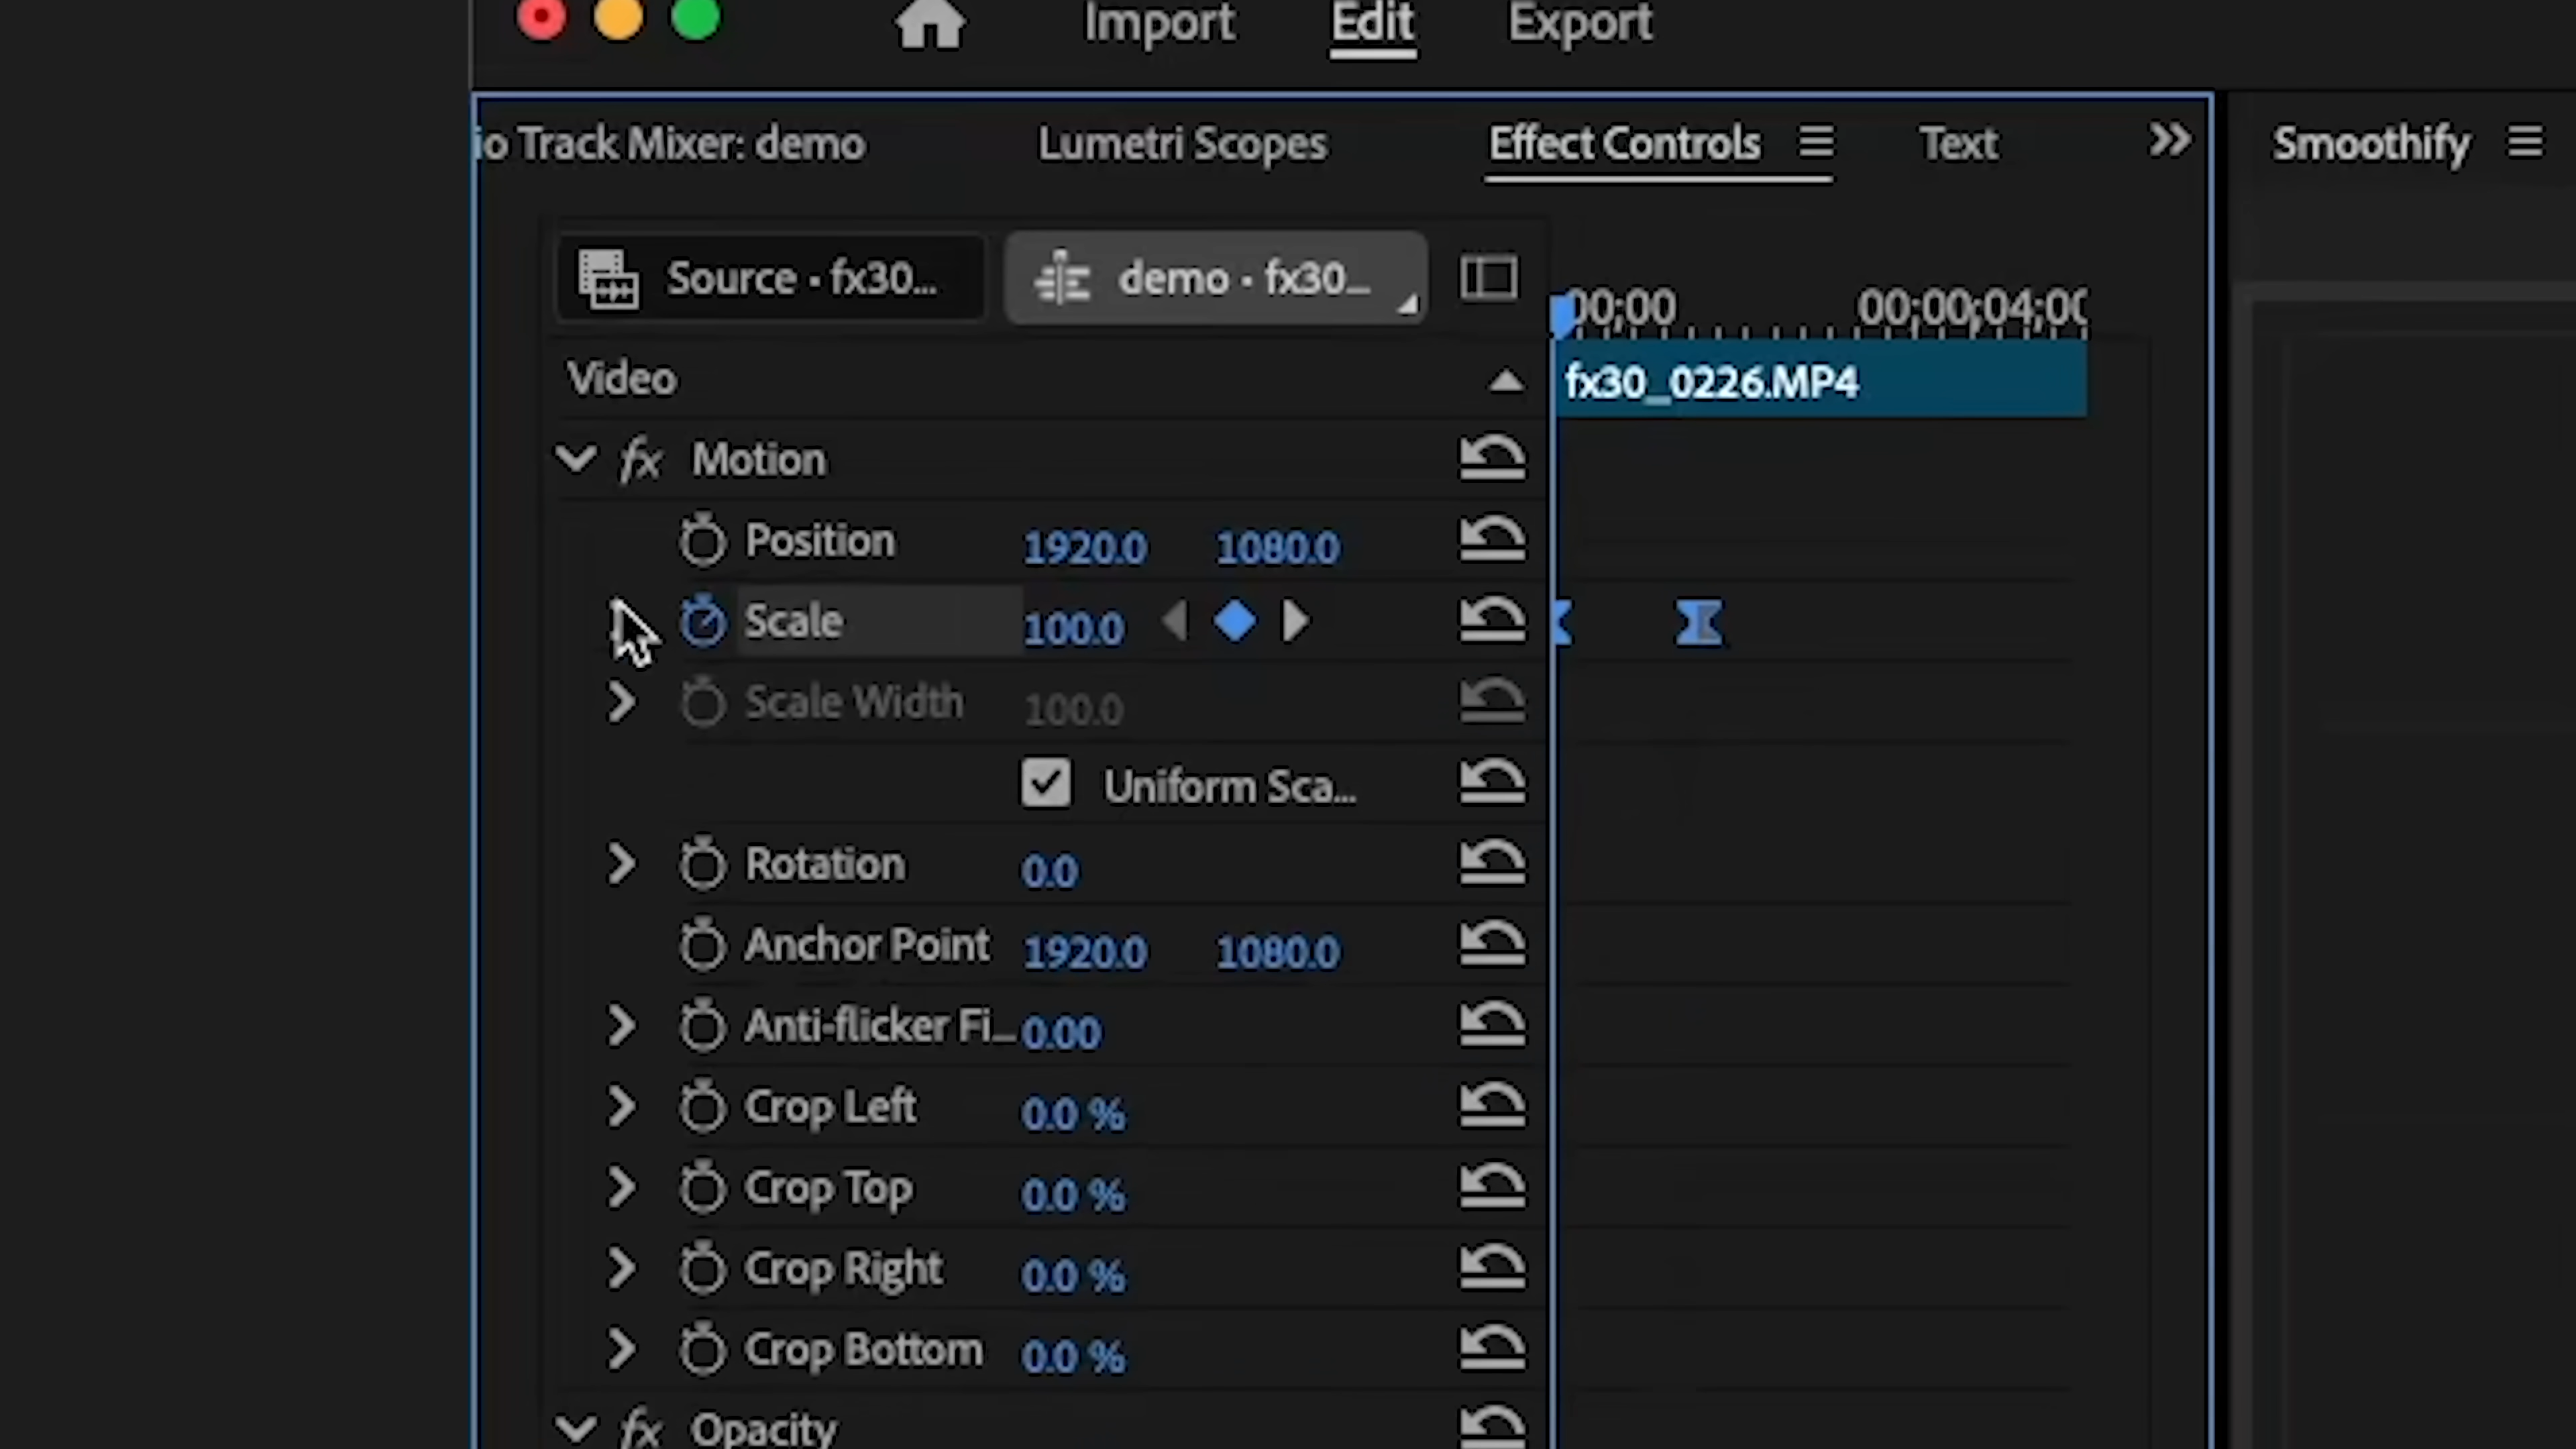 Import Edit Export
io Track Mixer: demo Lumetri Scopes Effect Controls Text Smoothify
Source · fx30... demo · fx30...
00;00 00;00;04;00
Video fx30_0226.MP4
fx Motion
Position 1920.0 1080.0
Scale 100.0
Scale Width 100.0
Uniform Sca...
Rotation 0.0
Anchor Point 1920.0 1080.0
Anti-flicker Fi... 0.00
Crop Left 0.0 %
Crop Top 0.0 %
Crop Right 0.0 %
Crop Bottom 0.0 %
fx Opacity